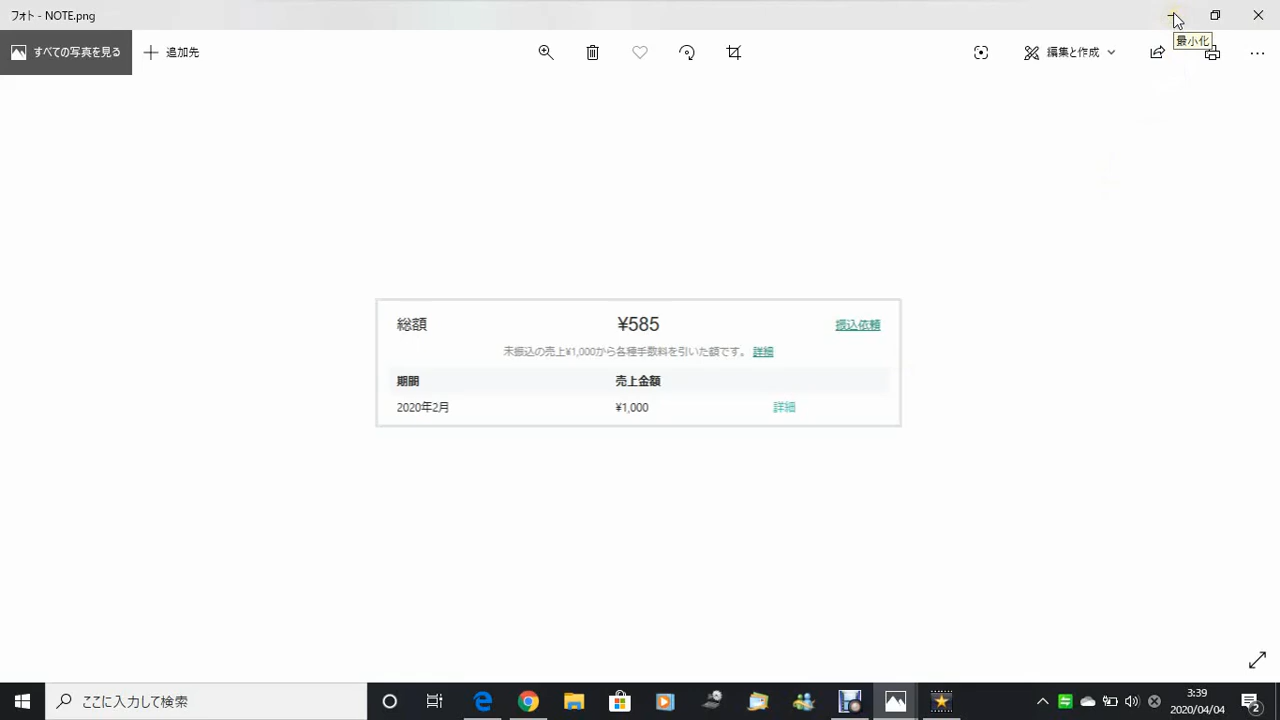 フォト - NOTE.png
最小化
すべての写真を見る
追加先
編集と作成
総額 ¥585 振込依頼
未振込の売上¥1,000から各種手数料を引いた額です。 詳細
期間 売上金額
2020年2月 ¥1,000 詳細
ここに入力して検索
3:39
2020/04/04
2